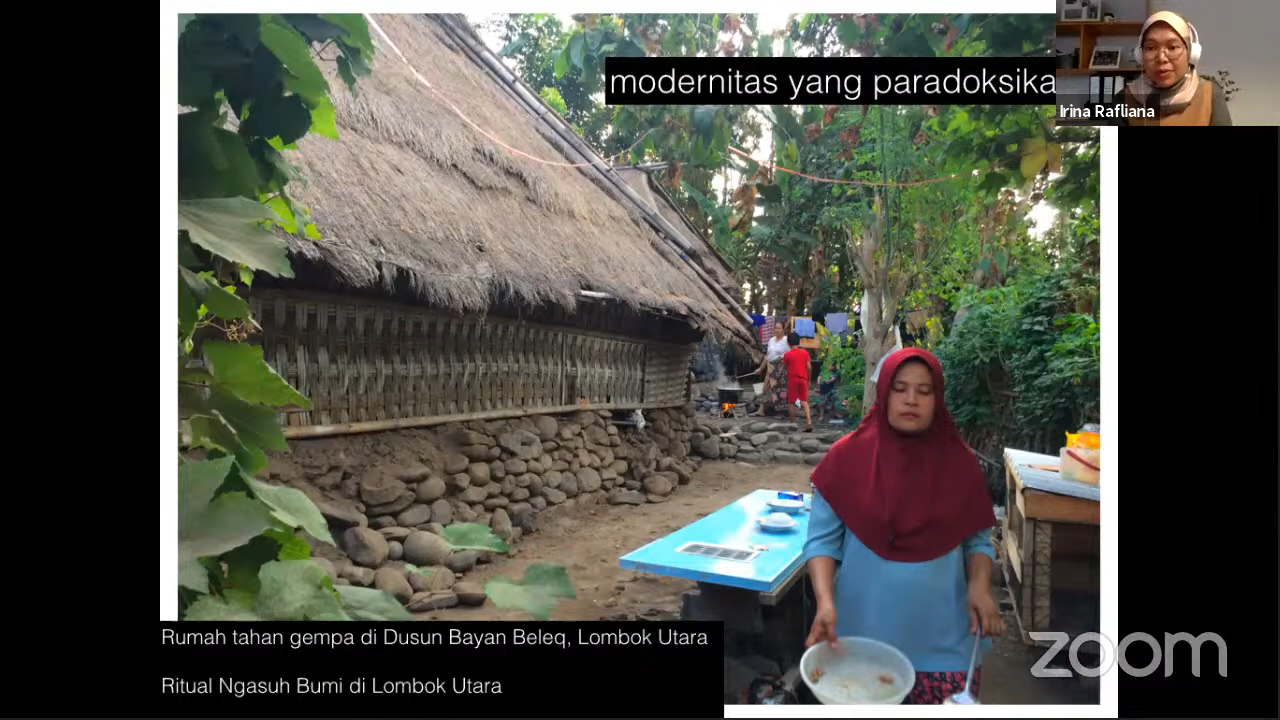 modernitas yang paradoksika
Irina Rafliana
Rumah tahan gempa di Dusun Bayan Beleq, Lombok Utara
Ritual Ngasuh Bumi di Lombok Utara
zoom